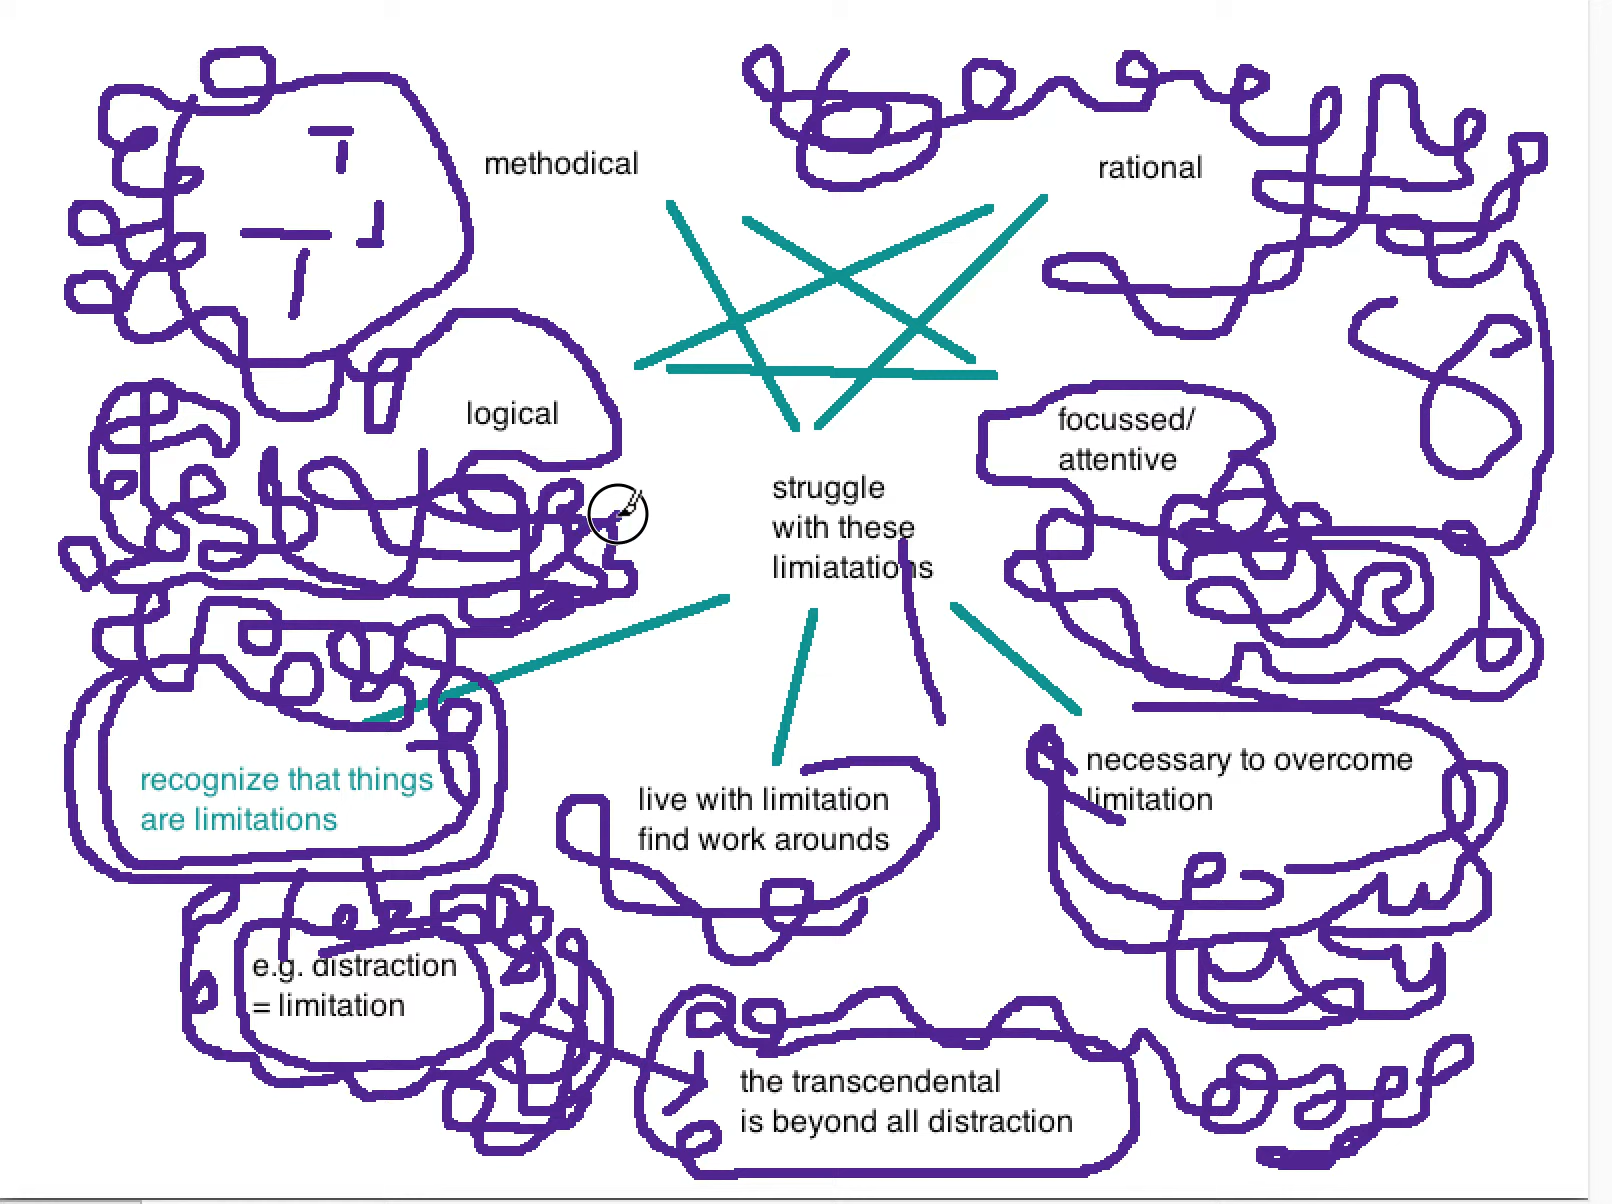 methodical
rational
logical
focussed/
attentive
struggle
with these
limiatations
recognize that things
are limitations
live with limitation
find work arounds
necessary to overcome
limitation
e.g. distraction
= limitation
the transcendental
is beyond all distraction